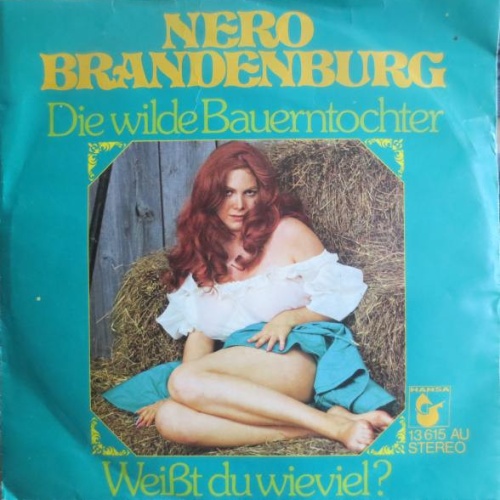 NERO
BRANDENBURG
Die wilde Bauerntochter
HANSA
13 615 AU
STEREO
Weißt du wieviel?